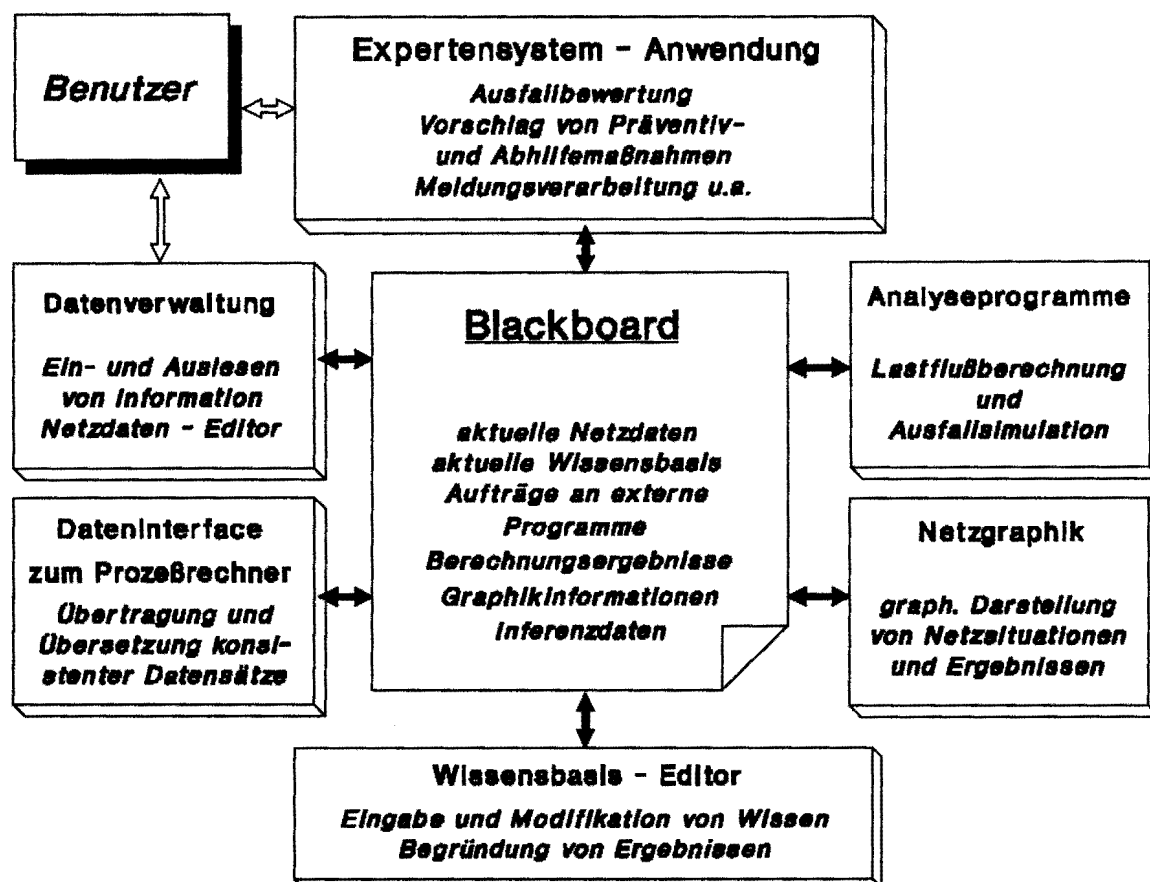 Benutzer
Expertensystem - Anwendung
Ausfallbewertung
Vorschlag von Präventiv-
und Abhilfemaßnahmen
Meldungsverarbeitung u.a.
Datenverwaltung
Ein- und Auslesen
von Information
Netzdaten - Editor
Blackboard
aktuelle Netzdaten
aktuelle Wissensbasis
Aufträge an externe
Programme
Berechnungsergebnisse
Graphikinformationen
Inferenzdaten
Analyseprogramme
Lastflußberechnung
und
Ausfallsimulation
Dateninterface
zum Prozeßrechner
Übertragung und
Übersetzung konsi-
stenter Datensätze
Netzgraphik
graph. Darstellung
von Netzsituationen
und Ergebnissen
Wissensbasis - Editor
Eingabe und Modifikation von Wissen
Begründung von Ergebnissen